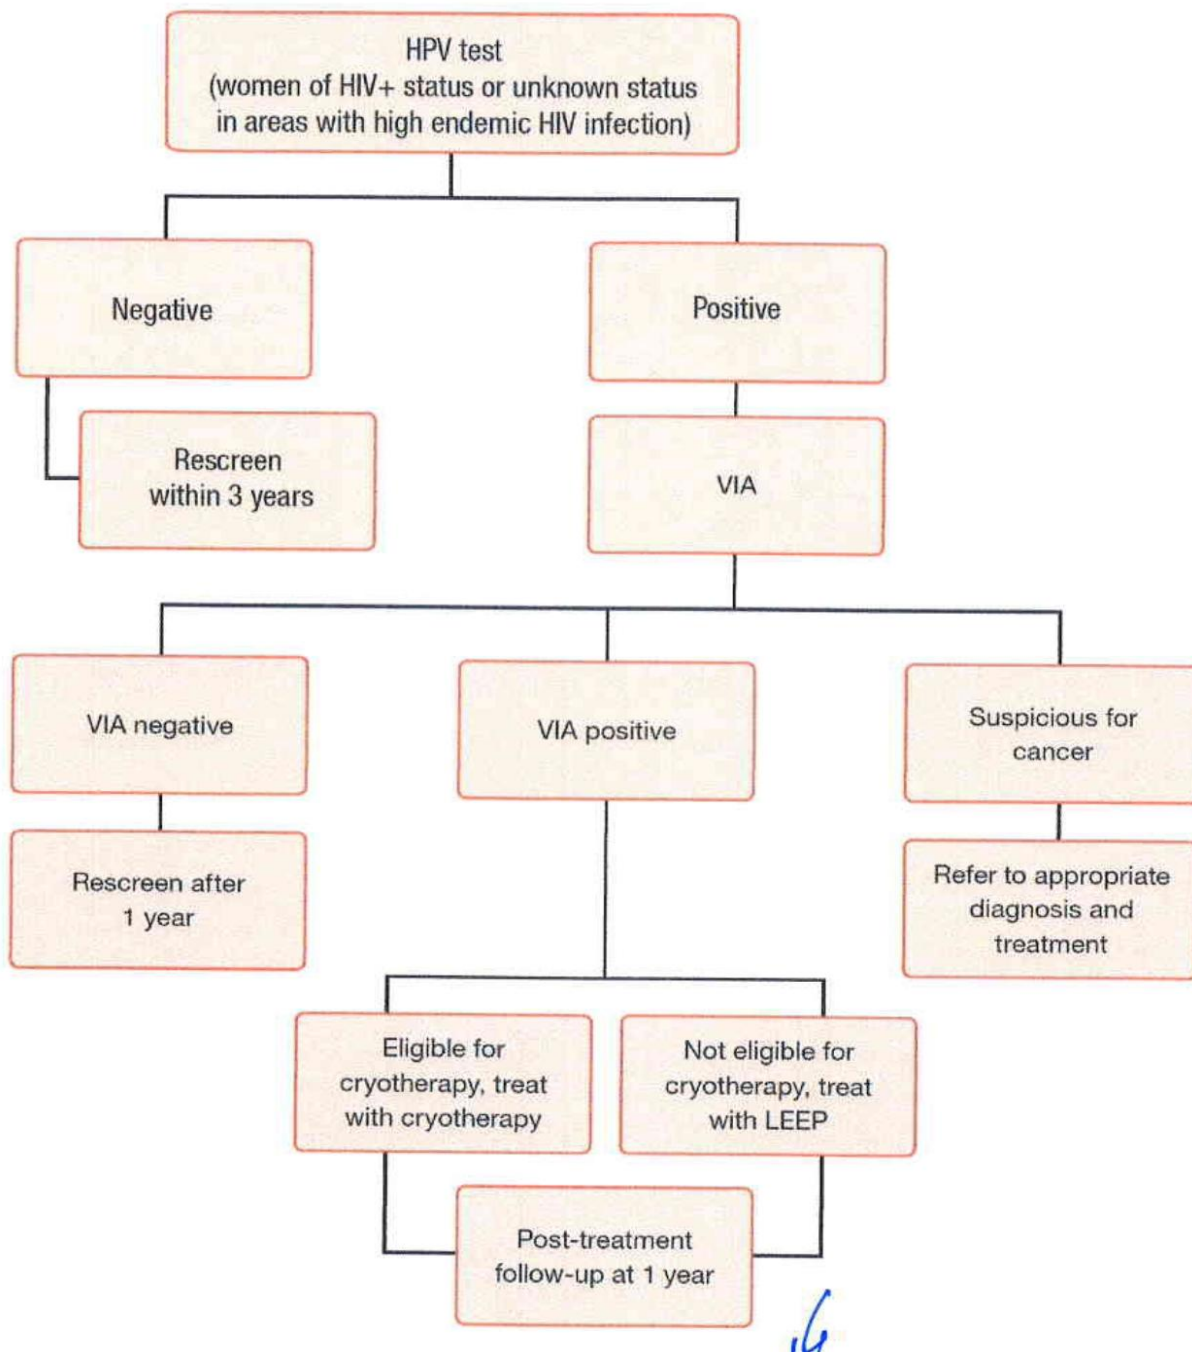 HPV test
(women of HIV+ status or unknown status
in areas with high endemic HIV infection)
Negative
Positive
Rescreen
within 3 years
VIA
VIA negative
VIA positive
Suspicious for
cancer
Rescreen after
1 year
Refer to appropriate
diagnosis and
treatment
Eligible for
cryotherapy, treat
with cryotherapy
Not eligible for
cryotherapy, treat
with LEEP
Post-treatment
follow-up at 1 year